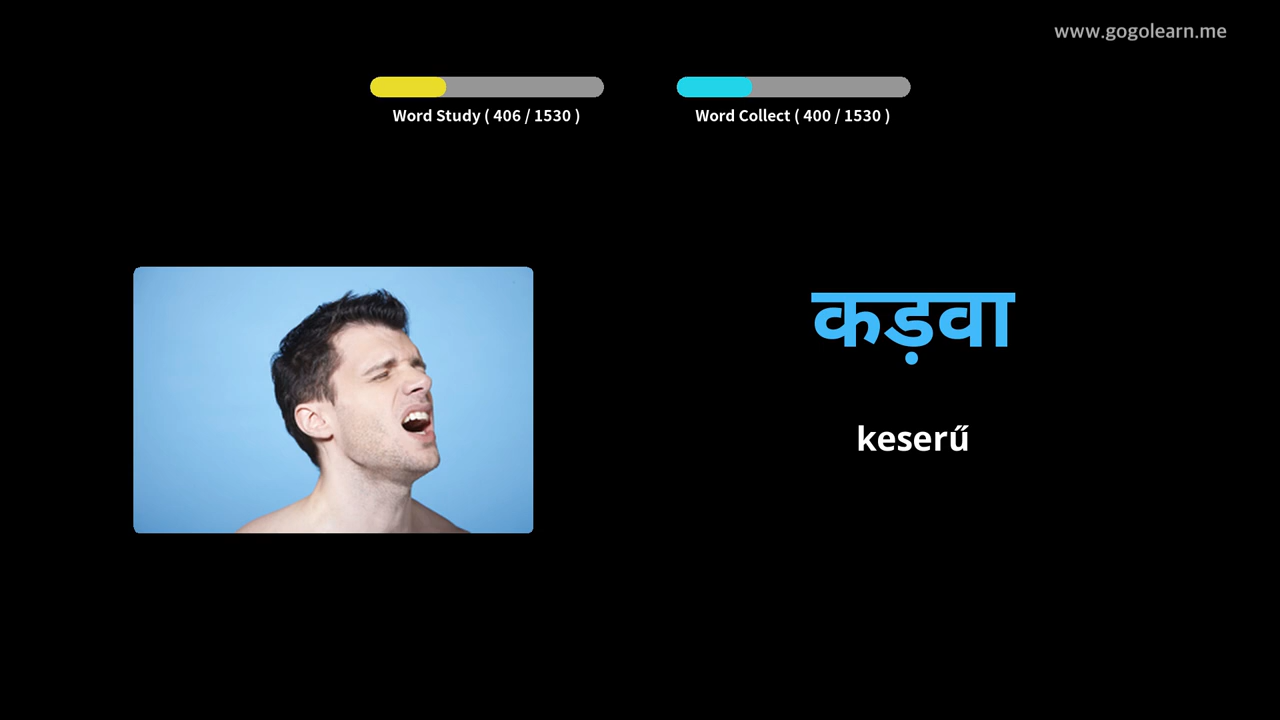 www.gogolearn.me
Word Study ( 406 / 1530 )
Word Collect ( 400 / 1530 )
कड़वा
keserű